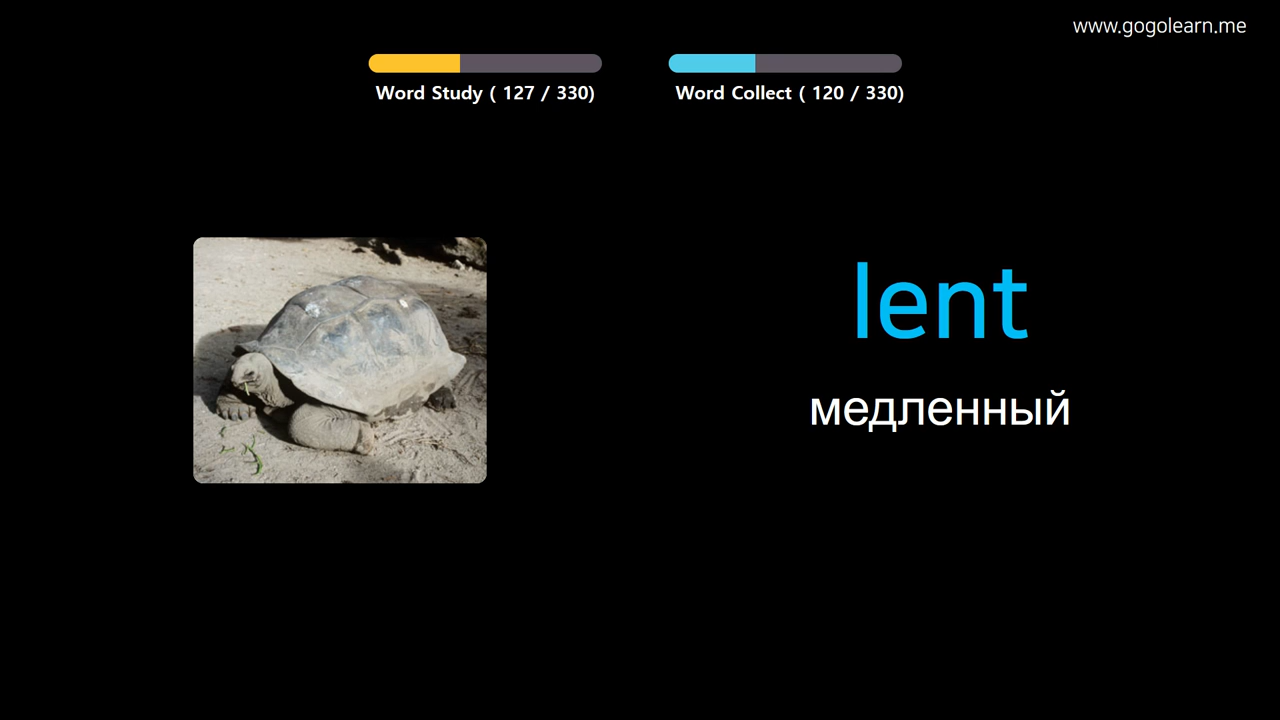 www.gogolearn.me
Word Study ( 127 / 330)
Word Collect ( 120 / 330)
lent
медленный